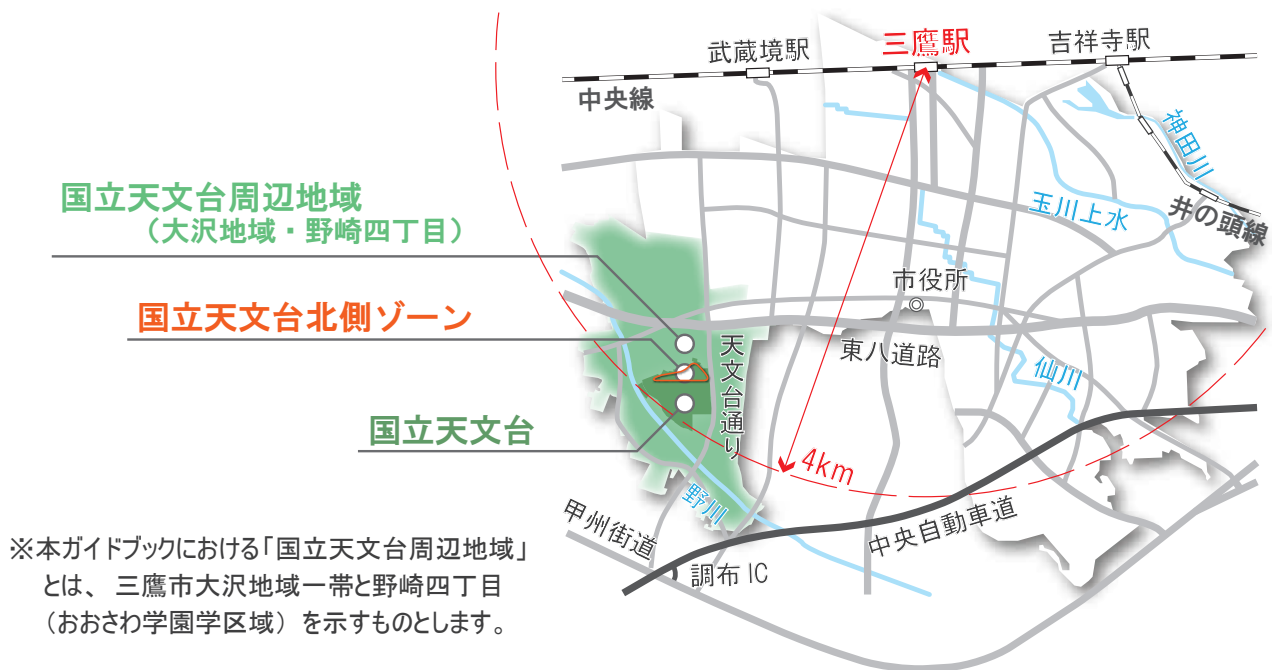 武蔵境駅
三鷹駅
吉祥寺駅
中央線
神田川
国立天文台周辺地域
(大沢地域・野崎四丁目)
玉川上水
井の頭線
市役所
国立天文台北側ゾーン
天文台通り
東八道路
仙川
国立天文台
4km
野川
甲州街道
中央自動車道
調布IC
※本ガイドブックにおける「国立天文台周辺地域」
とは、三鷹市大沢地域一帯と野崎四丁目
(おおさわ学園学区域)を示すものとします。